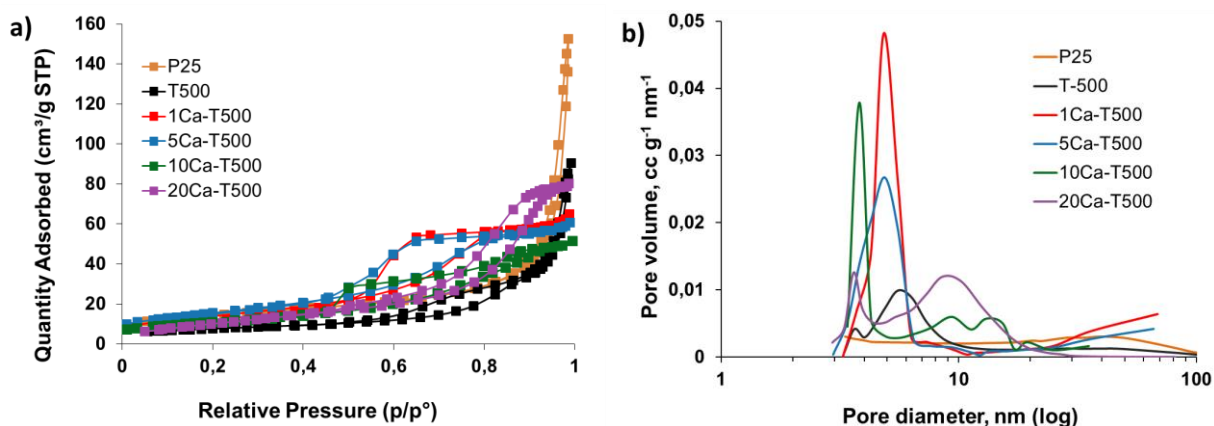 a)
Quantity Adsorbed (cm³/g STP)
160
140
120
100
80
60
40
20
0
P25
T500
1Ca-T500
5Ca-T500
10Ca-T500
20Ca-T500
0
0,2
0,4
0,6
0,8
1
Relative Pressure (p/p°)
b)
Pore volume, cc g⁻¹ nm⁻¹
0,05
0,04
0,03
0,02
0,01
0
P25
T-500
1Ca-T500
5Ca-T500
10Ca-T500
20Ca-T500
1
10
100
Pore diameter, nm (log)